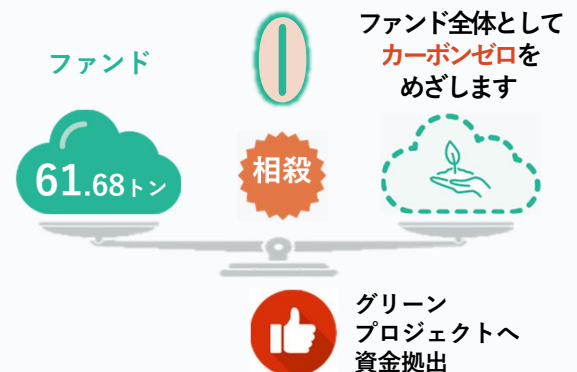 ファンド全体として
カーボンゼロを
めざします
ファンド
61.68トン
相殺
グリーン
プロジェクトへ
資金拠出